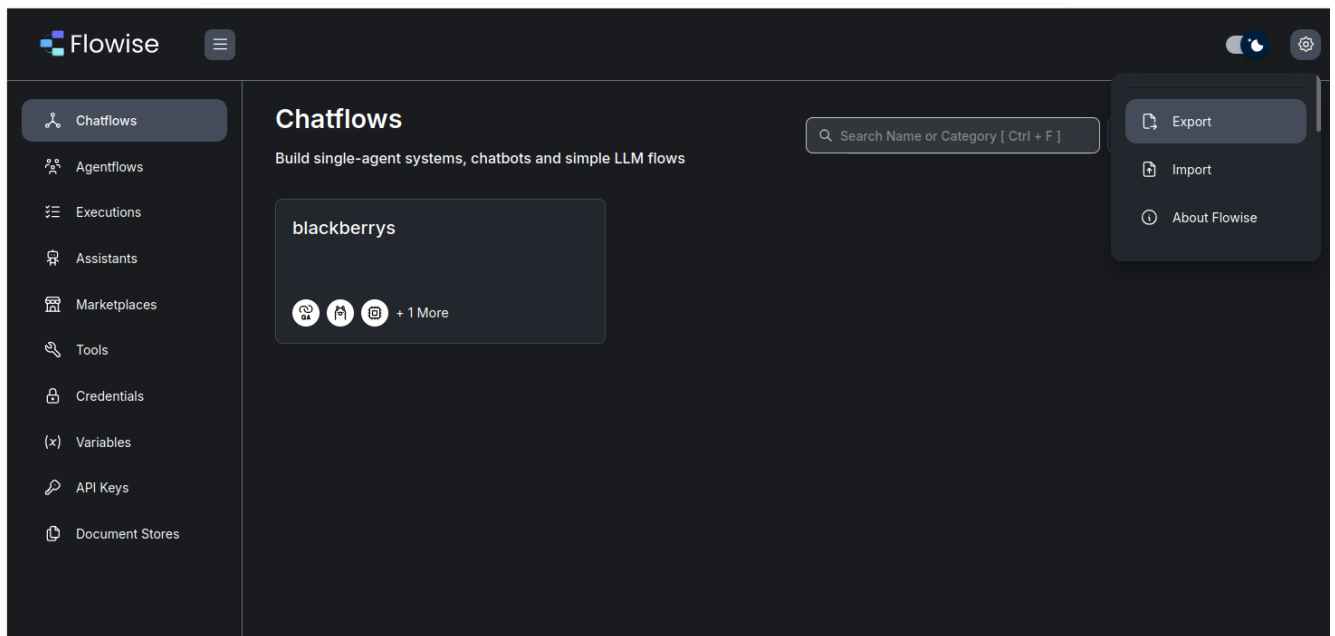 Flowise
Chatflows
Agentflows
Executions
Assistants
Marketplaces
Tools
Credentials
(x) Variables
API Keys
Document Stores
Chatflows
Build single-agent systems, chatbots and simple LLM flows
Search Name or Category [ Ctrl + F ]
blackberrys
QA
+ 1 More
Export
Import
About Flowise